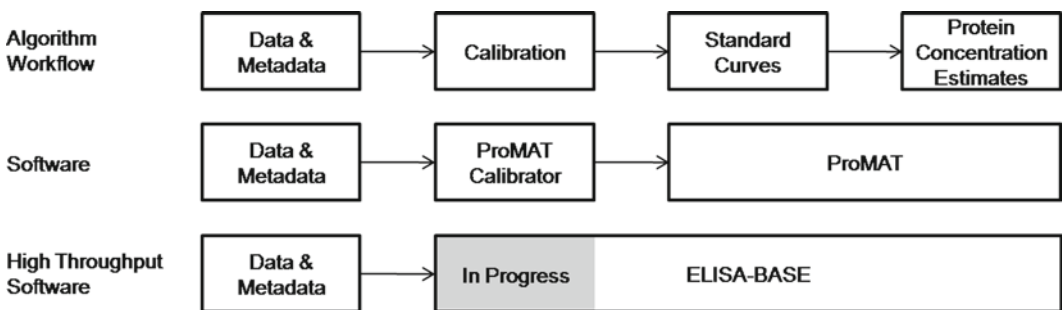 Algorithm
Workflow
Data &
Metadata
Calibration
Standard
Curves
Protein
Concentration
Estimates
Software
Data &
Metadata
ProMAT
Calibrator
ProMAT
High Throughput
Software
Data &
Metadata
In Progress
ELISA-BASE